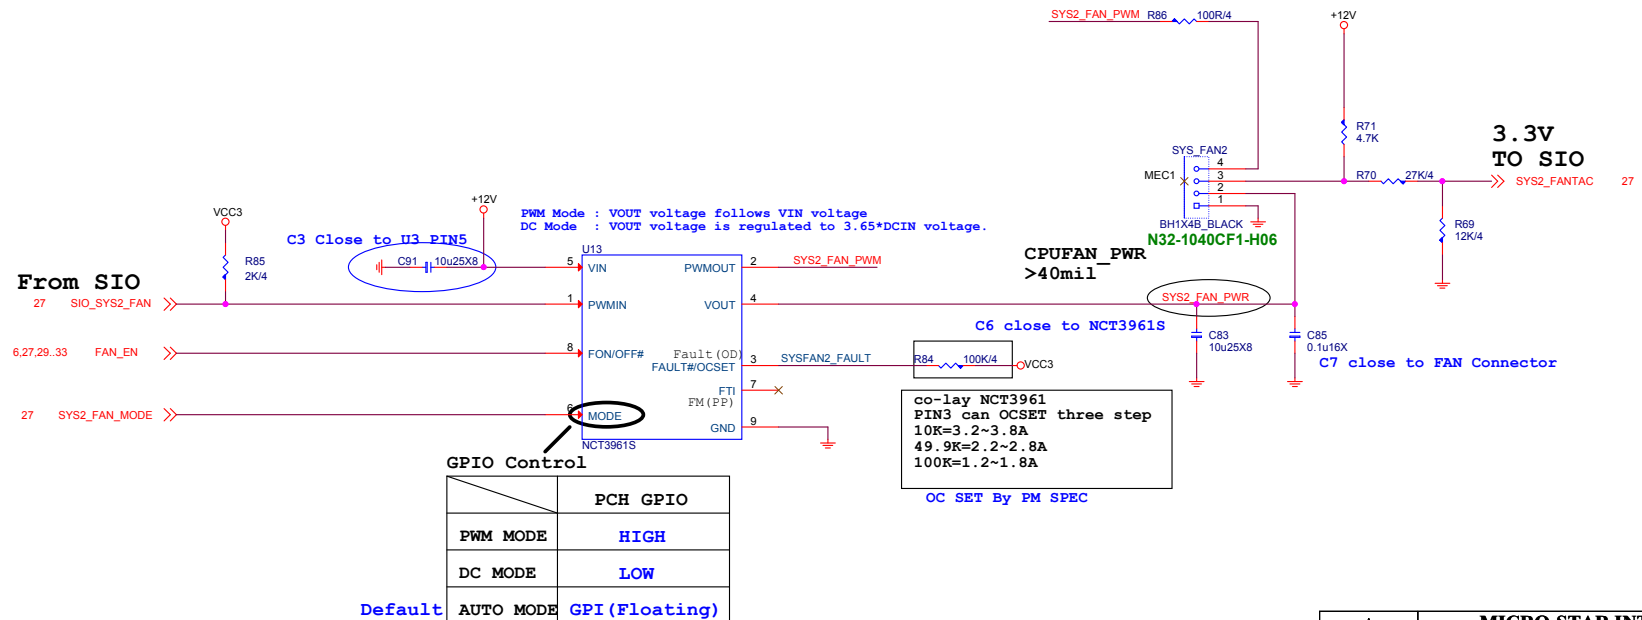 SYS2_FAN_PWM R86 100R/4
+12V
R71
4.7K
3.3V
TO SIO
SYS_FAN2
MEC1
4
3
2
1
R70 27K/4
SYS2_FANTAC 27
BH1X4B_BLACK
N32-1040CF1-H06
R69
12K/4
VCC3
+12V
PWM Mode : VOUT voltage follows VIN voltage
DC Mode : VOUT voltage is regulated to 3.65*DCIN voltage.
C3 Close to U3 PIN5
R85
2K/4
C91 10u25X8
U13
5 VIN
PWMOUT 2 SYS2_FAN_PWM
CPUFAN_PWR
>40mil
From SIO
27 SIO_SYS2_FAN
1 PWMIN
VOUT 4
SYS2_FAN_PWR
C6 close to NCT3961S
C83
10u25X8
C85
0.1u16X
C7 close to FAN Connector
6,27,29..33 FAN_EN
8 FON/OFF#
Fault(OD)
FAULT#/OCSET 3 SYSFAN2_FAULT
R84 100K/4
VCC3
FTI 7
FM(PP)
27 SYS2_FAN_MODE
6 MODE
GND 9
NCT3961S
co-lay NCT3961
PIN3 can OCSET three step
10K=3.2~3.8A
49.9K=2.2~2.8A
100K=1.2~1.8A
OC SET By PM SPEC
GPIO Control
PCH GPIO
PWM MODE HIGH
DC MODE LOW
Default AUTO MODE GPI(Floating)
MICRO-STAR INT